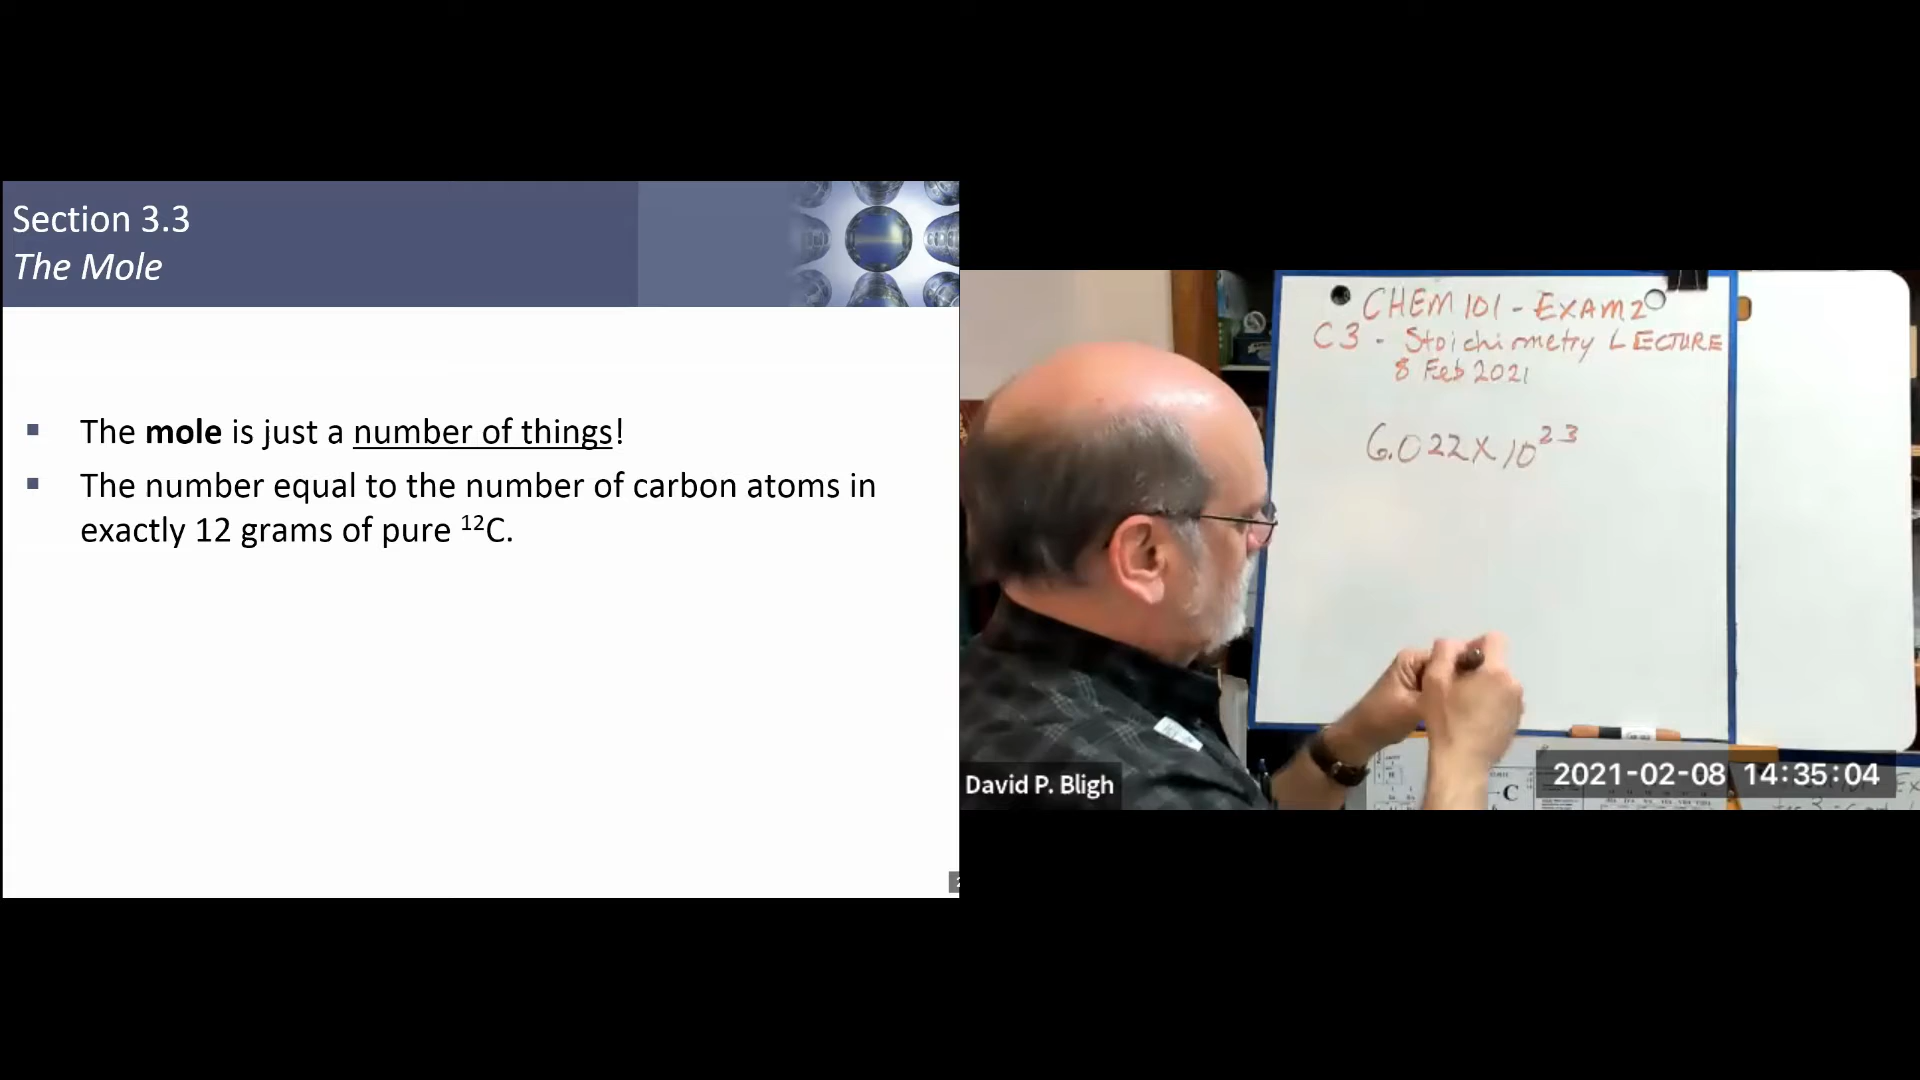 Section 3.3
The Mole
▪ The mole is just a number of things!
▪ The number equal to the number of carbon atoms in
exactly 12 grams of pure ¹²C.
CHEM 101 - EXAM 2
C3 - Stoichimetry LECTURE
8 Feb 2021
6.022 x 10²³
David P. Bligh
C
2021-02-08 14:35:04